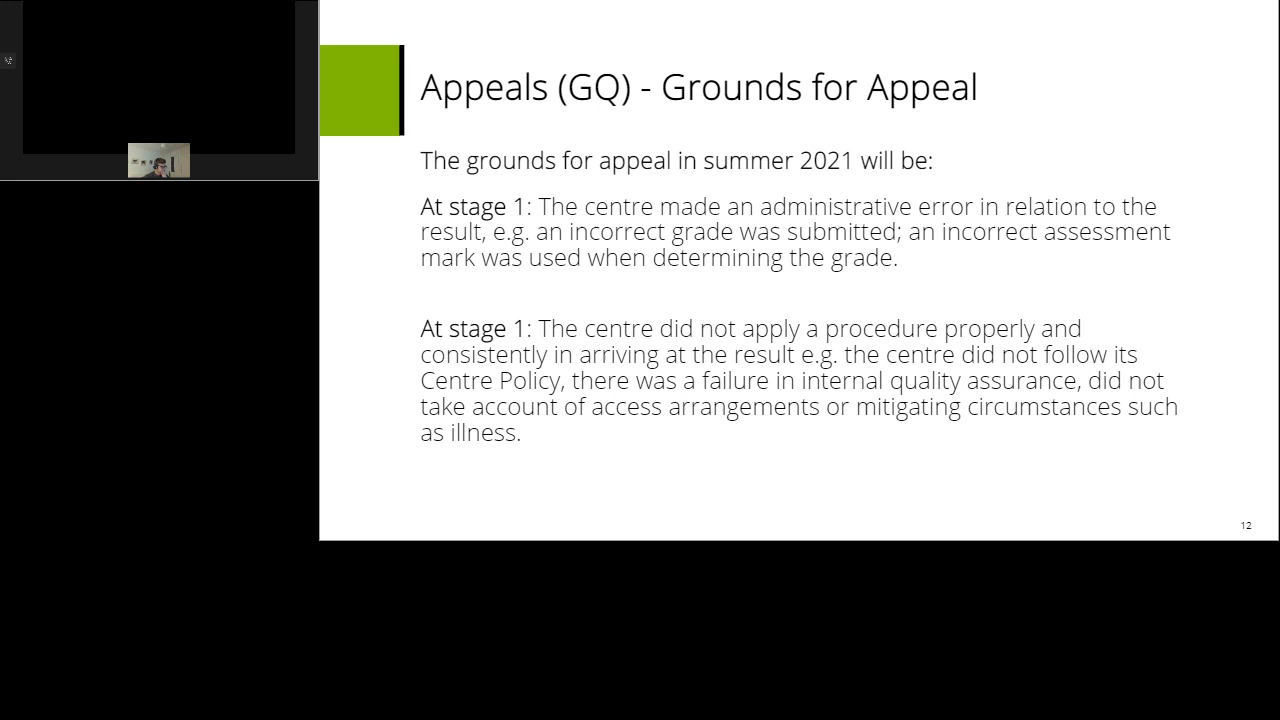 Appeals (GQ) - Grounds for Appeal
The grounds for appeal in summer 2021 will be:
At stage 1: The centre made an administrative error in relation to the
result, e.g. an incorrect grade was submitted; an incorrect assessment
mark was used when determining the grade.
At stage 1: The centre did not apply a procedure properly and
consistently in arriving at the result e.g. the centre did not follow its
Centre Policy, there was a failure in internal quality assurance, did not
take account of access arrangements or mitigating circumstances such
as illness.
12